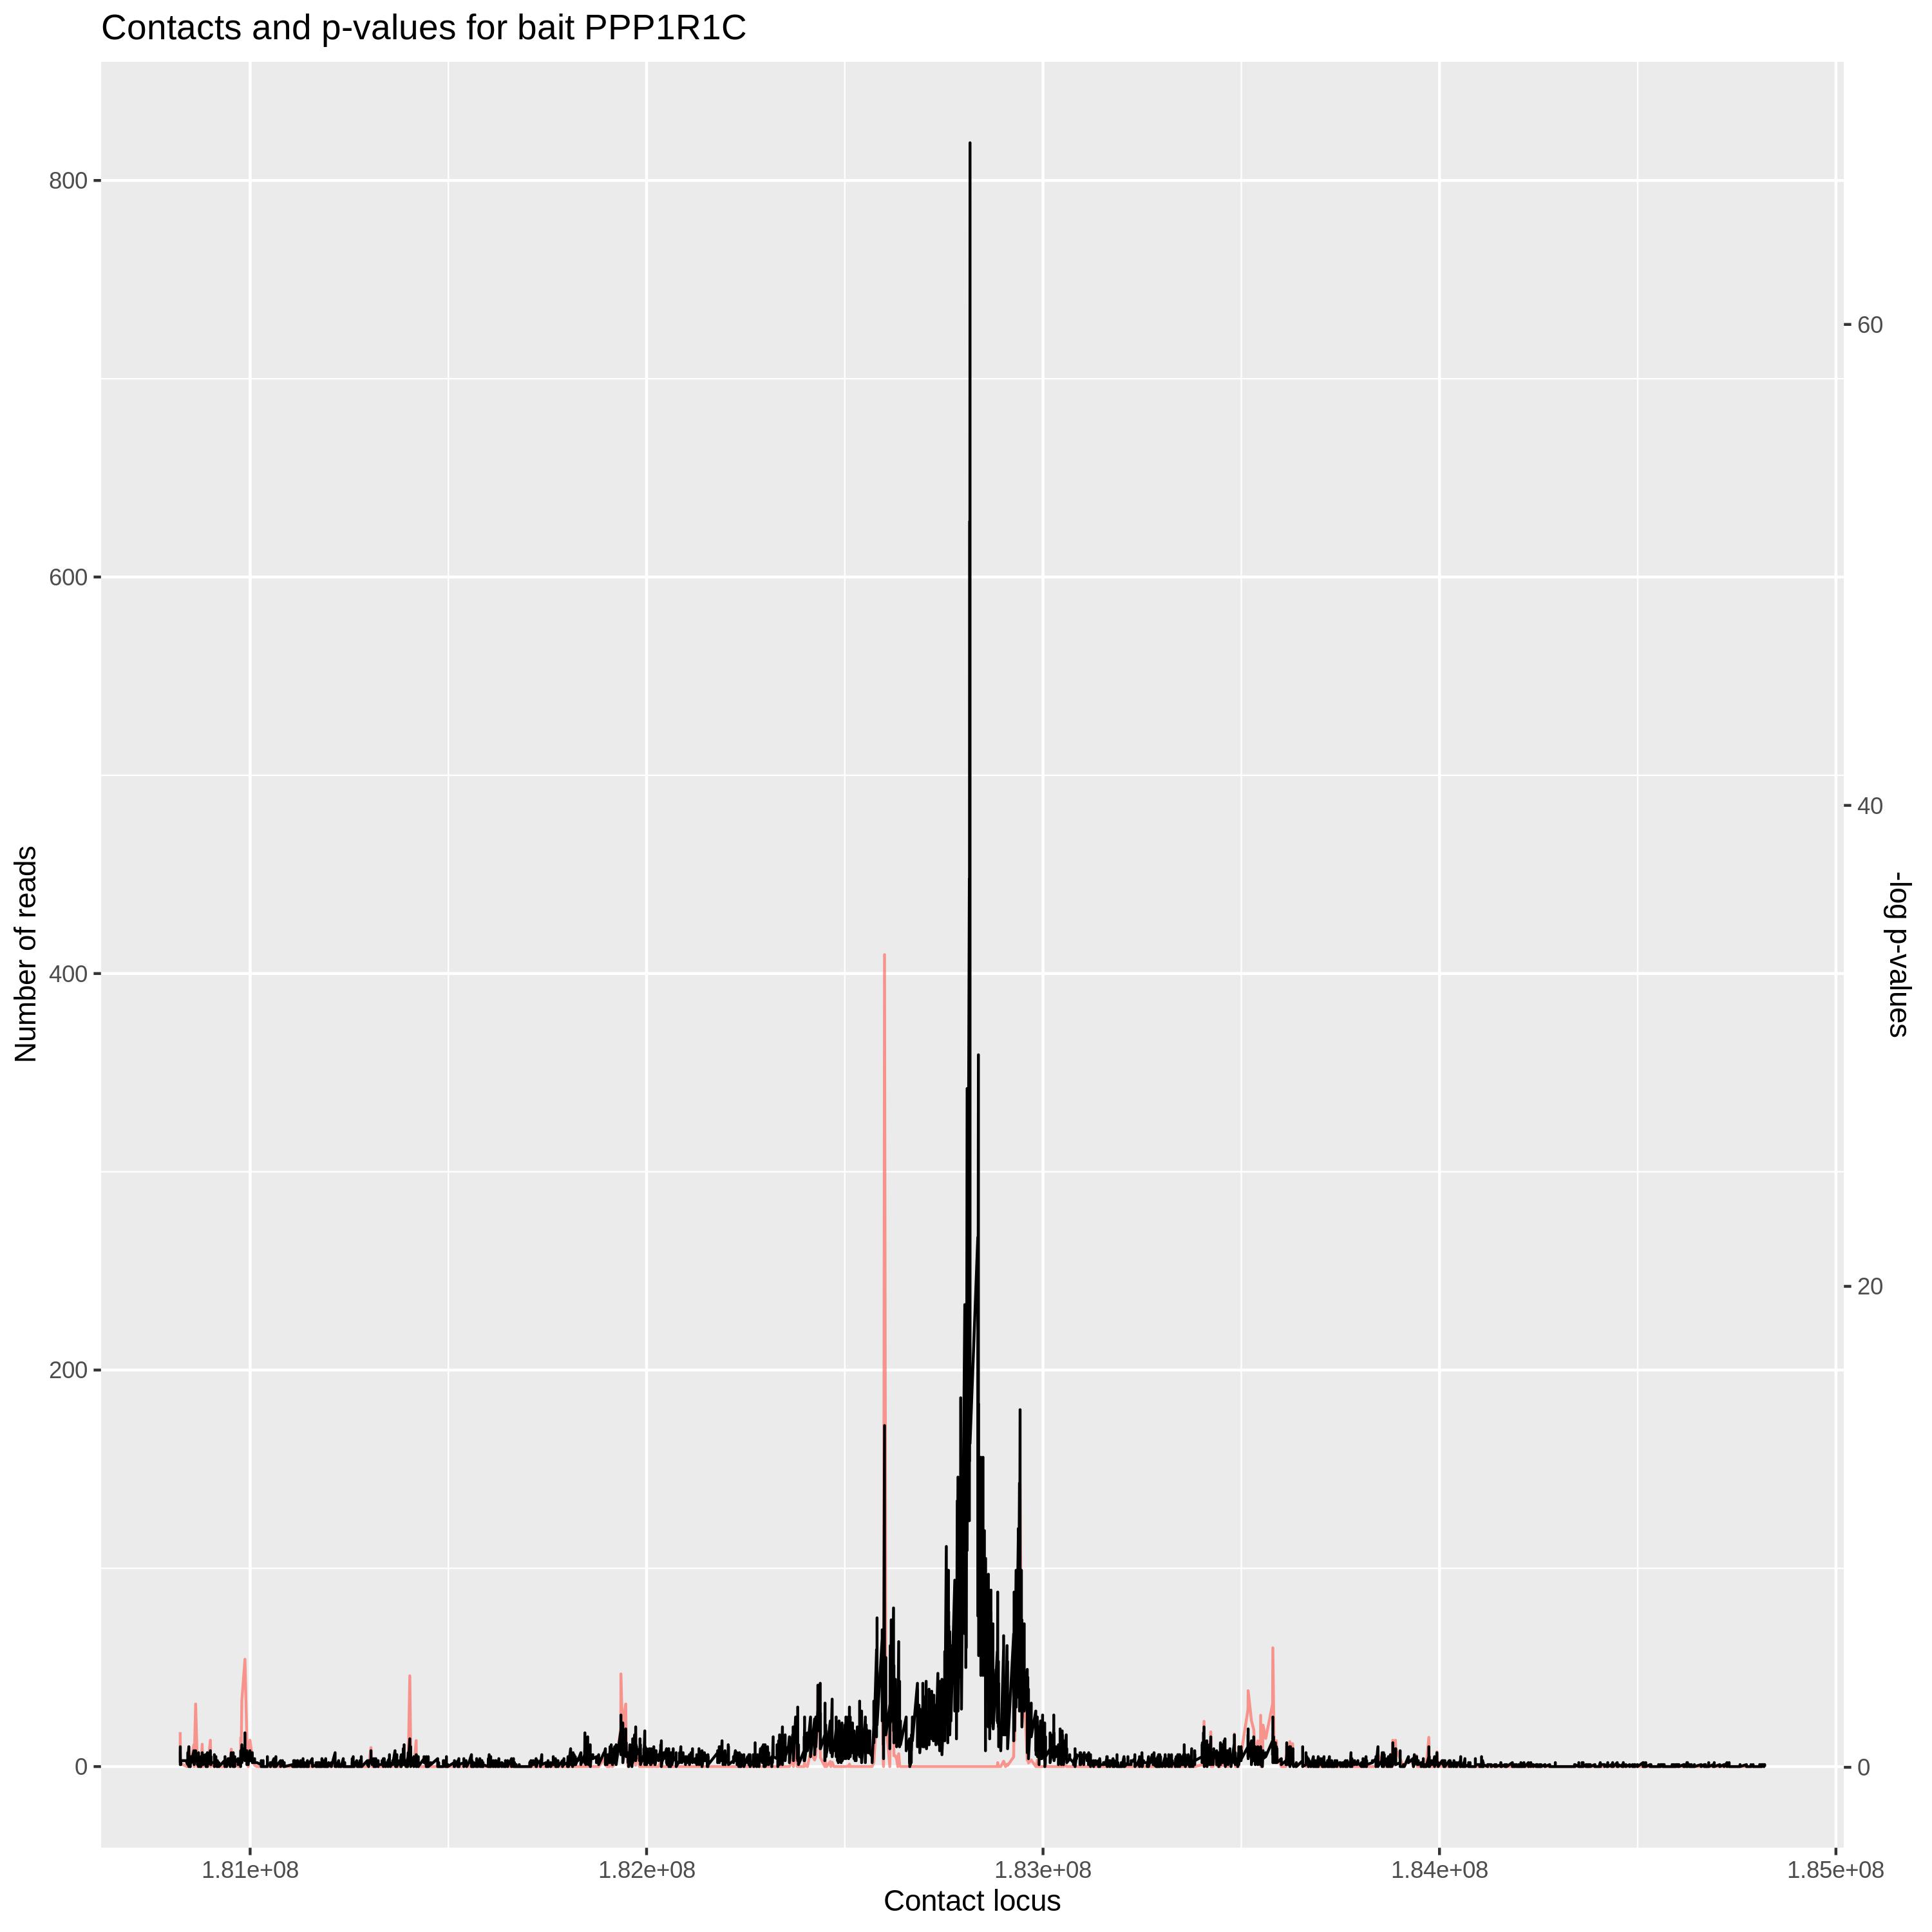 Contacts and p-values for bait PPP1R1C
800
600
400
200
0
Number of reads
60
40
20
0
-log p-values
1.81e+08
1.82e+08
1.83e+08
1.84e+08
1.85e+08
Contact locus